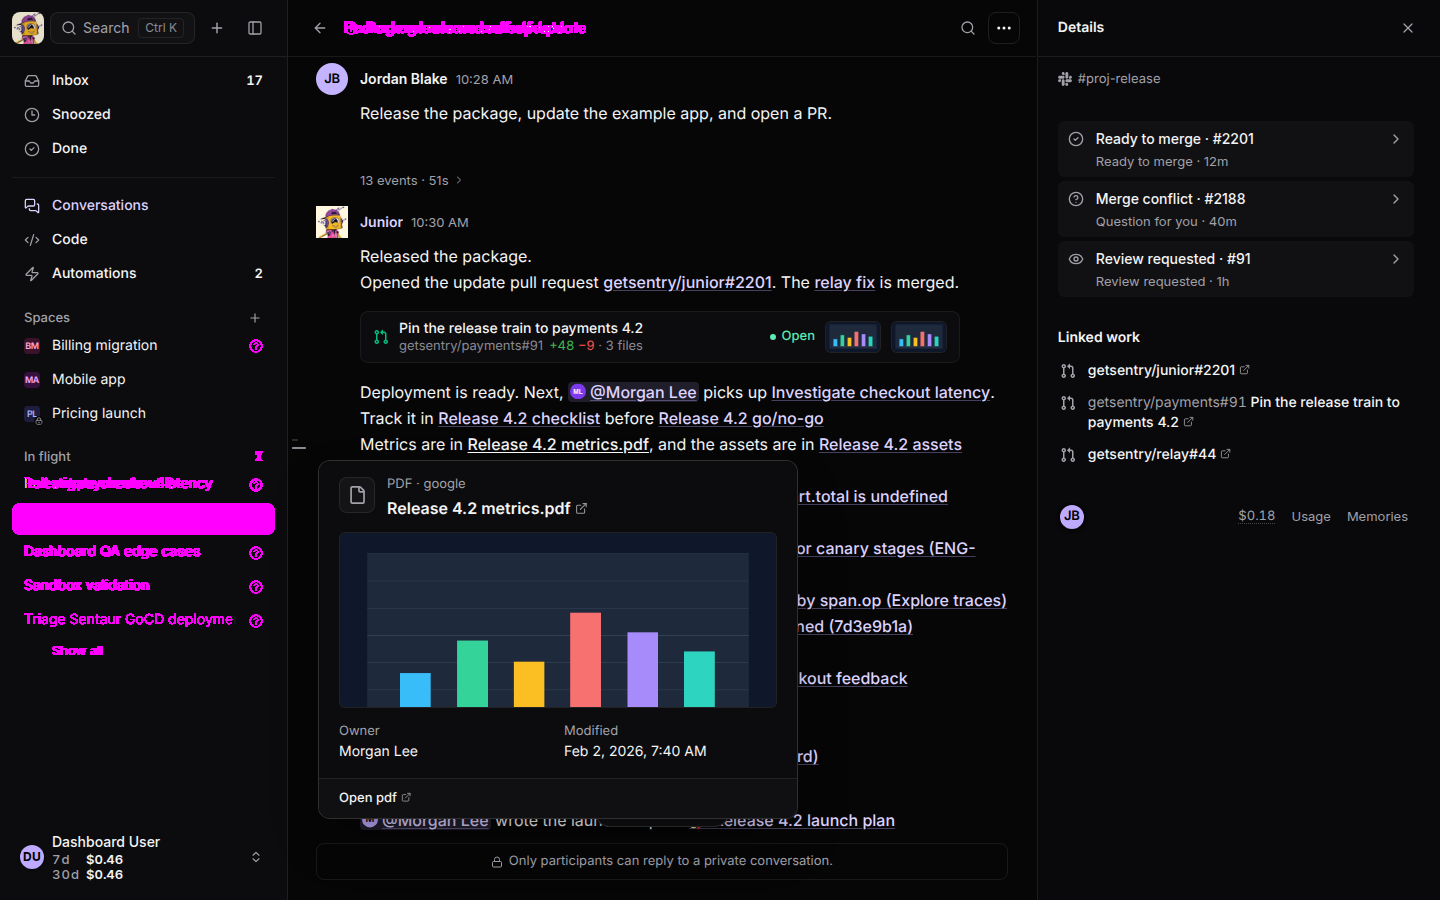 Search Ctrl K
Inbox 17
Snoozed
Done
Conversations
Code
Automations 2
Spaces
BM Billing migration
MA Mobile app
PL Pricing launch
In flight
Dashboard QA edge cases
Sandbox validation
Triage Sentaur GoCD deployme
Show all
DU Dashboard User
7d $0.46
30d $0.46
JB Jordan Blake 10:28 AM
Release the package, update the example app, and open a PR.
13 events · 51s
Junior 10:30 AM
Released the package.
Opened the update pull request getsentry/junior#2201. The relay fix is merged.
Pin the release train to payments 4.2
getsentry/payments#91 +48 −9 · 3 files
Open
Deployment is ready. Next, ML @Morgan Lee picks up Investigate checkout latency.
Track it in Release 4.2 checklist before Release 4.2 go/no-go
Metrics are in Release 4.2 metrics.pdf, and the assets are in Release 4.2 assets
PDF · google
Release 4.2 metrics.pdf
Owner
Morgan Lee
Modified
Feb 2, 2026, 7:40 AM
Open pdf
rt.total is undefined
or canary stages (ENG-
by span.op (Explore traces)
ned (7d3e9b1a)
kout feedback
rd)
@Morgan Lee wrote the laun elease 4.2 launch plan
Only participants can reply to a private conversation.
Details
#proj-release
Ready to merge · #2201
Ready to merge · 12m
Merge conflict · #2188
Question for you · 40m
Review requested · #91
Review requested · 1h
Linked work
getsentry/junior#2201
getsentry/payments#91 Pin the release train to
payments 4.2
getsentry/relay#44
JB $0.18 Usage Memories